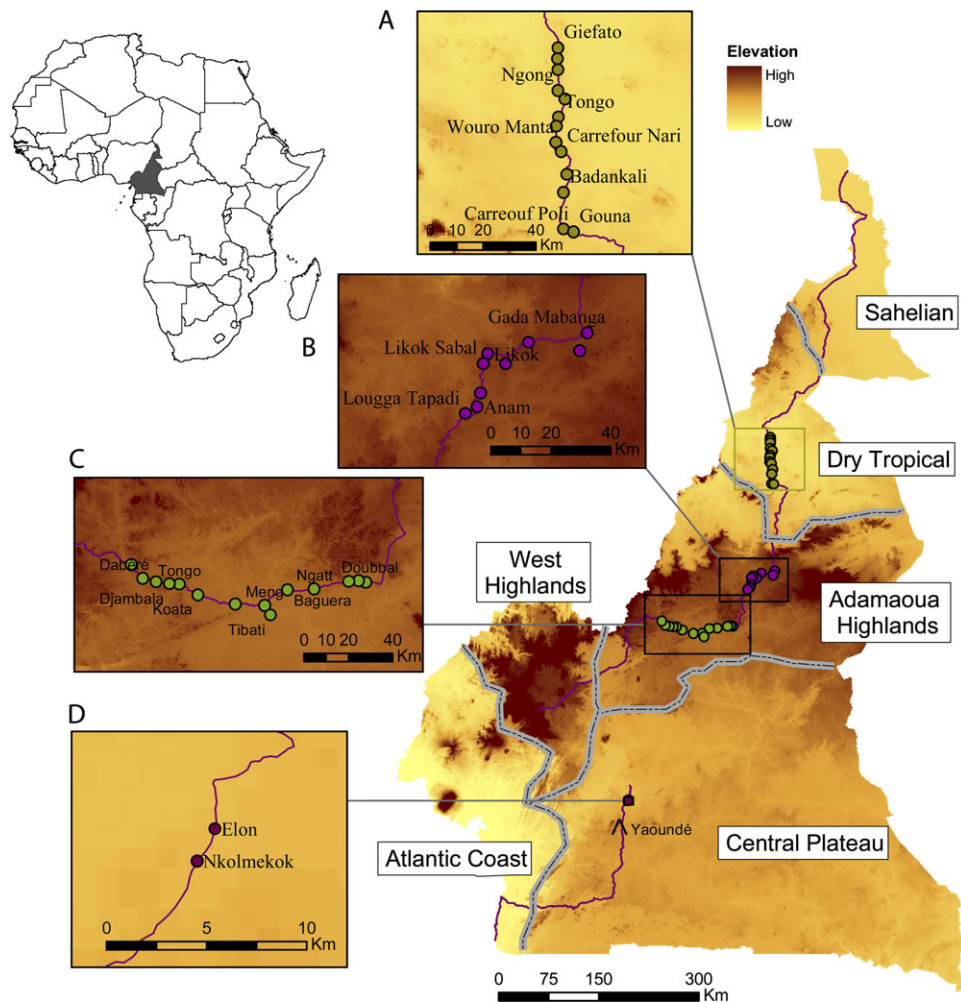 A
Giefato
Ngong
Tongo
Wouro Manta
Carrefour Nari
Badankali
Carreouf Poli
Gouna
0 10 20 40
Km
Elevation
High
Low
B
Gada Mabanga
Likok Sabal
Likok
Lougga Tapadi
Anam
0 10 20 40
Km
C
Daberé
Tongo
Doubbal
Djambala
Meng
Ngatt
Koata
Baguera
Tibati
0 10 20 40
Km
D
Elon
Nkolmekok
0 5 10
Km
Sahelian
Dry Tropical
West
Highlands
Adamaoua
Highlands
Yaoundé
Atlantic Coast
Central Plateau
0 75 150 300
Km